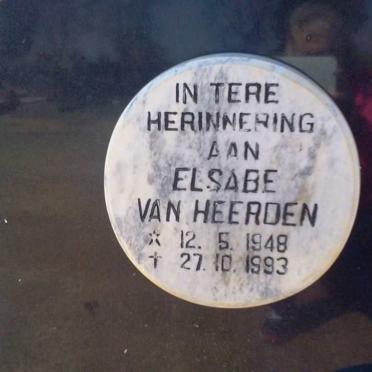 IN TERE
HERINNERING
AAN
ELSABE
VAN HEERDEN
* 12. 5. 1948
† 27. 10. 1993